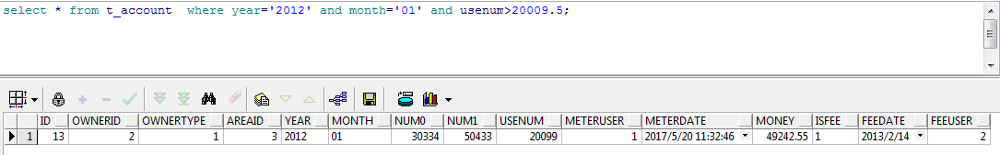 select * from t_account  where year='2012' and month='01' and usenum>20009.5;
ID OWNERID OWNERTYPE AREAID YEAR MONTH NUM0 NUM1 USENUM METERUSER METERDATE MONEY ISFEE FEEDATE FEEUSER
1 13 2 1 3 2012 01 30334 50433 20099 1 2017/5/20 11:32:46 49242.55 1 2013/2/14 2